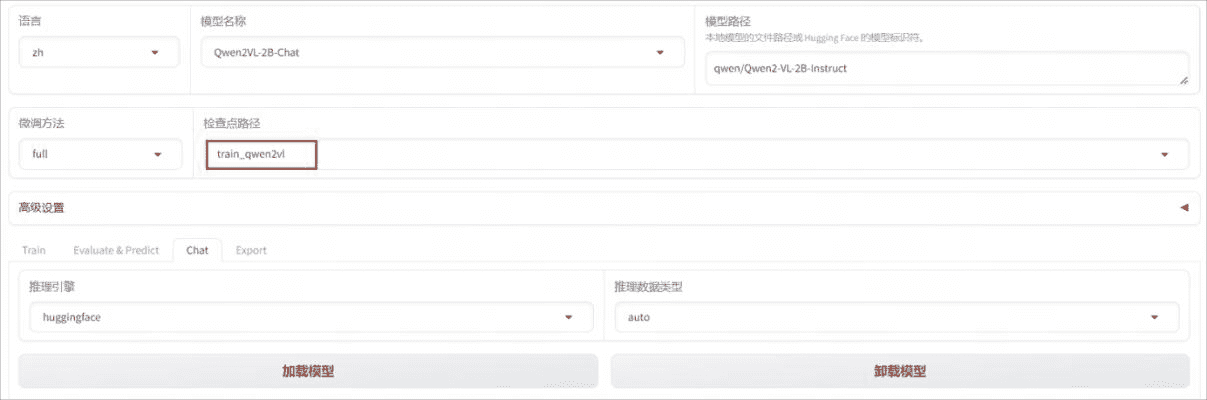 语言
模型名称
模型路径
本地模型的文件路径或 Hugging Face 的模型标识符。
zh
Qwen2VL-2B-Chat
qwen/Qwen2-VL-2B-Instruct
微调方法
检查点路径
full
train_qwen2vl
高级设置
Train
Evaluate & Predict
Chat
Export
推理引擎
推理数据类型
huggingface
auto
加载模型
卸载模型